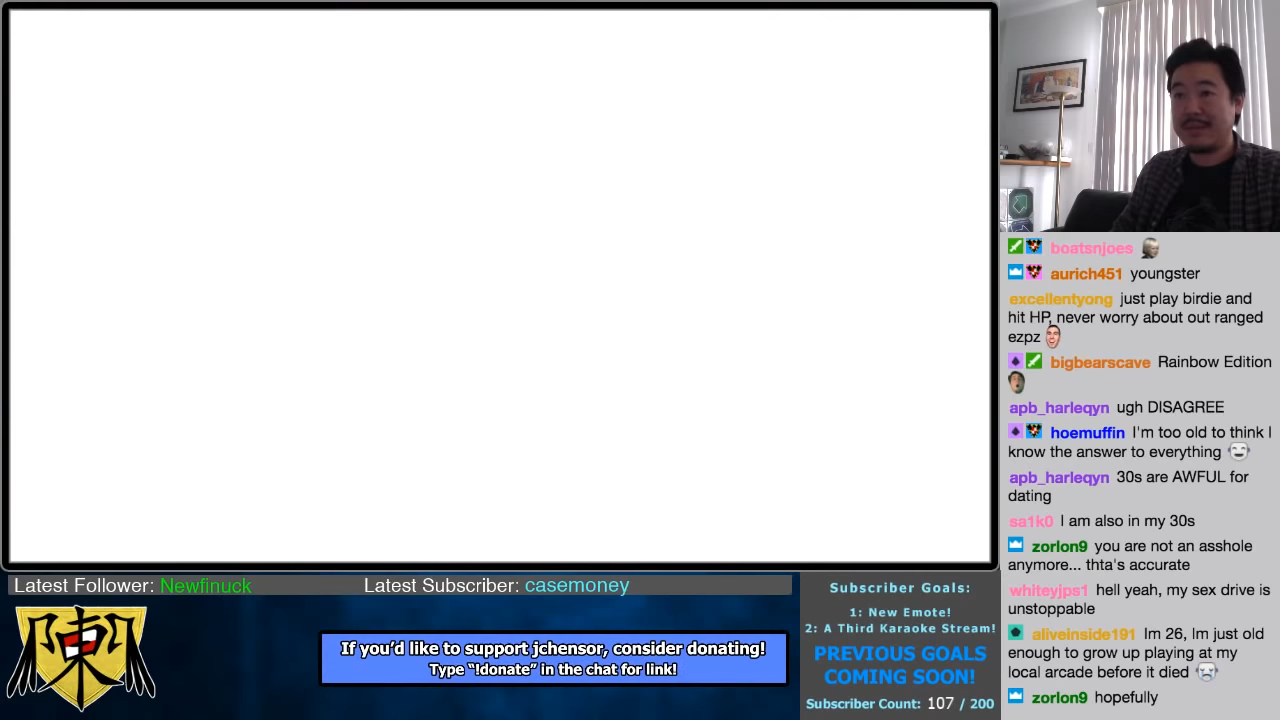 boatsnjoes
aurich451 youngster
excellentyong just play birdie and
hit HP, never worry about out ranged
ezpz
bigbearscave Rainbow Edition
apb_harleqyn ugh DISAGREE
hoemuffin I'm too old to think I
know the answer to everything
apb_harleqyn 30s are AWFUL for
dating
sa1k0 I am also in my 30s
zorlon9 you are not an asshole
anymore... thta's accurate
whiteyjps1 hell yeah, my sex drive is
unstoppable
aliveinside191 Im 26, Im just old
enough to grow up playing at my
local arcade before it died
zorlon9 hopefully
Latest Follower: Newfinuck
Latest Subscriber: casemoney
If you'd like to support jchensor, consider donating!
Type "!donate" in the chat for link!
Subscriber Goals:
1: New Emote!
2: A Third Karaoke Stream!
PREVIOUS GOALS
COMING SOON!
Subscriber Count: 107 / 200